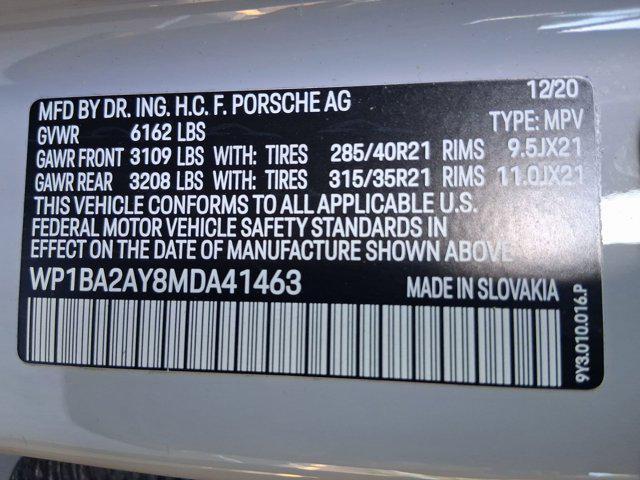 MFD BY DR. ING. H.C. F. PORSCHE AG 12/20
GVWR 6162 LBS TYPE: MPV
GAWR FRONT 3109 LBS WITH: TIRES 285/40R21 RIMS 9.5JX21
GAWR REAR 3208 LBS WITH: TIRES 315/35R21 RIMS 11.0JX21
THIS VEHICLE CONFORMS TO ALL APPLICABLE U.S.
FEDERAL MOTOR VEHICLE SAFETY STANDARDS IN
EFFECT ON THE DATE OF MANUFACTURE SHOWN ABOVE
WP1BA2AY8MDA41463 MADE IN SLOVAKIA
9Y3.010.016.P